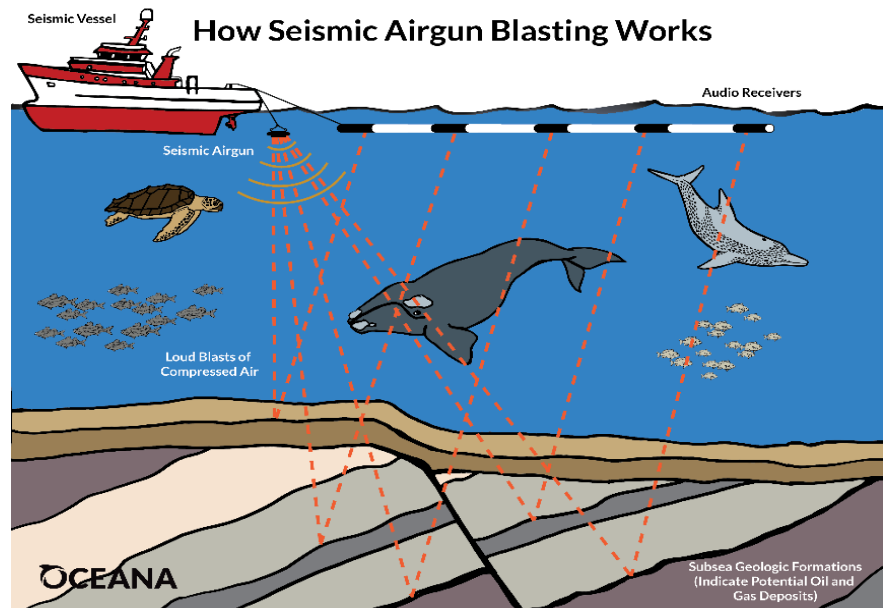 Seismic Vessel
How Seismic Airgun Blasting Works
Audio Receivers
Seismic Airgun
Loud Blasts of
Compressed Air
OCEANA
Subsea Geologic Formations
(Indicate Potential Oil and
Gas Deposits)